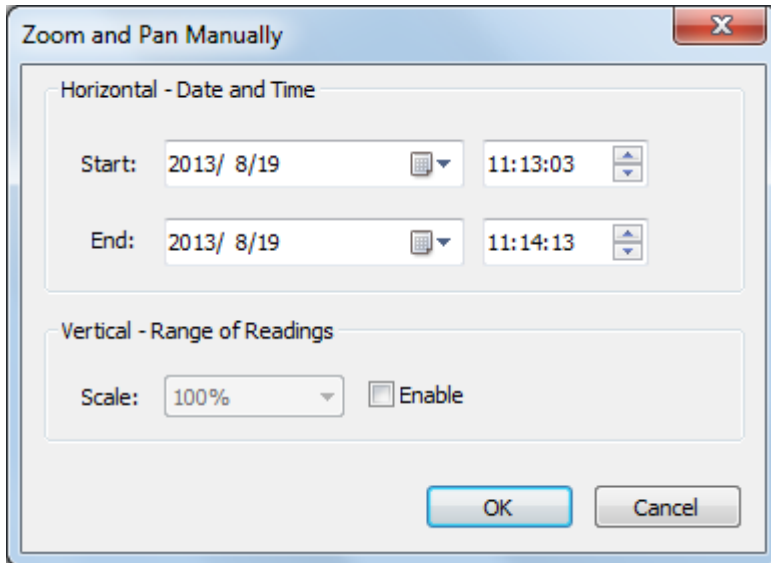 Zoom and Pan Manually
Horizontal - Date and Time
Start: 2013/ 8/19 11:13:03
End: 2013/ 8/19 11:14:13
Vertical - Range of Readings
Scale: 100% Enable
OK Cancel